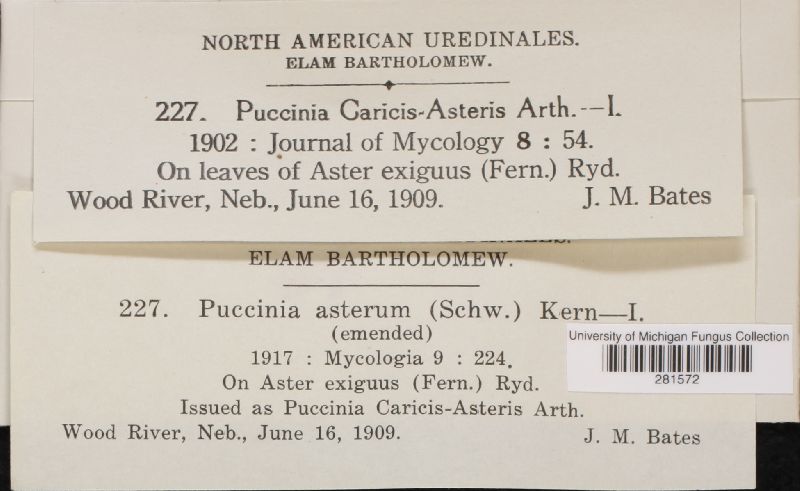 NORTH AMERICAN UREDINALES.
ELAM BARTHOLOMEW.
227. Puccinia Caricis-Asteris Arth.--I.
1902 : Journal of Mycology 8 : 54.
On leaves of Aster exiguus (Fern.) Ryd.
Wood River, Neb., June 16, 1909. J. M. Bates
ELAM BARTHOLOMEW.
227. Puccinia asterum (Schw.) Kern—I.
(emended)
1917 : Mycologia 9 : 224.
On Aster exiguus (Fern.) Ryd.
Issued as Puccinia Caricis-Asteris Arth.
Wood River, Neb., June 16, 1909. J. M. Bates
University of Michigan Fungus Collection
281572